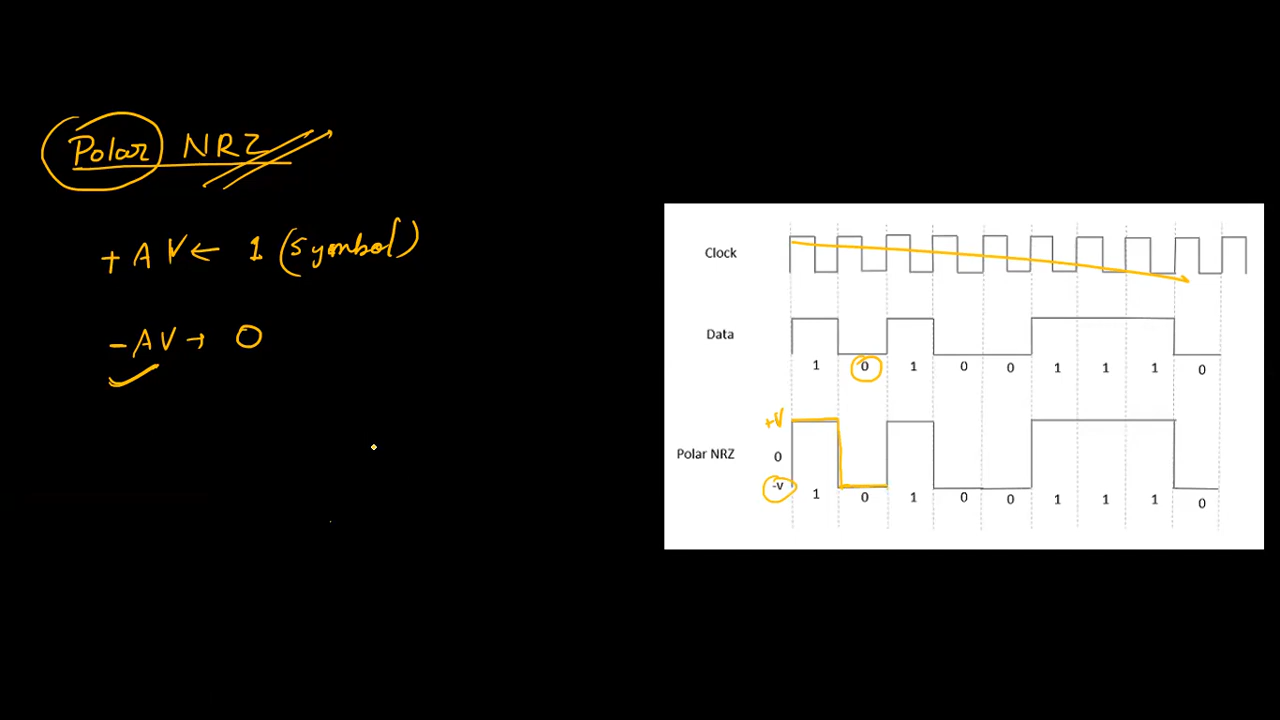 Polar NRZ
+AV ← 1 (symbol)
-AV → 0
Clock
Data
1 0 1 0 0 1 1 1 0
+V
Polar NRZ
0
-V
1 0 1 0 0 1 1 1 0